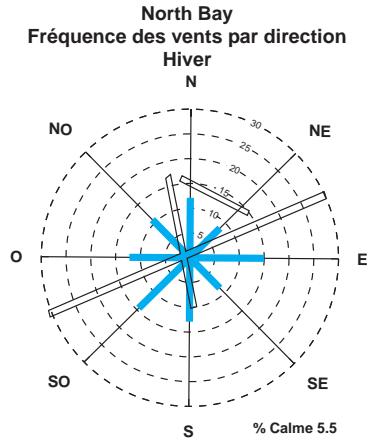 North Bay
Fréquence des vents par direction
Hiver
N
30
NO
NE
25
20
15
10
5
O
E
SO
SE
S
% Calme 5.5